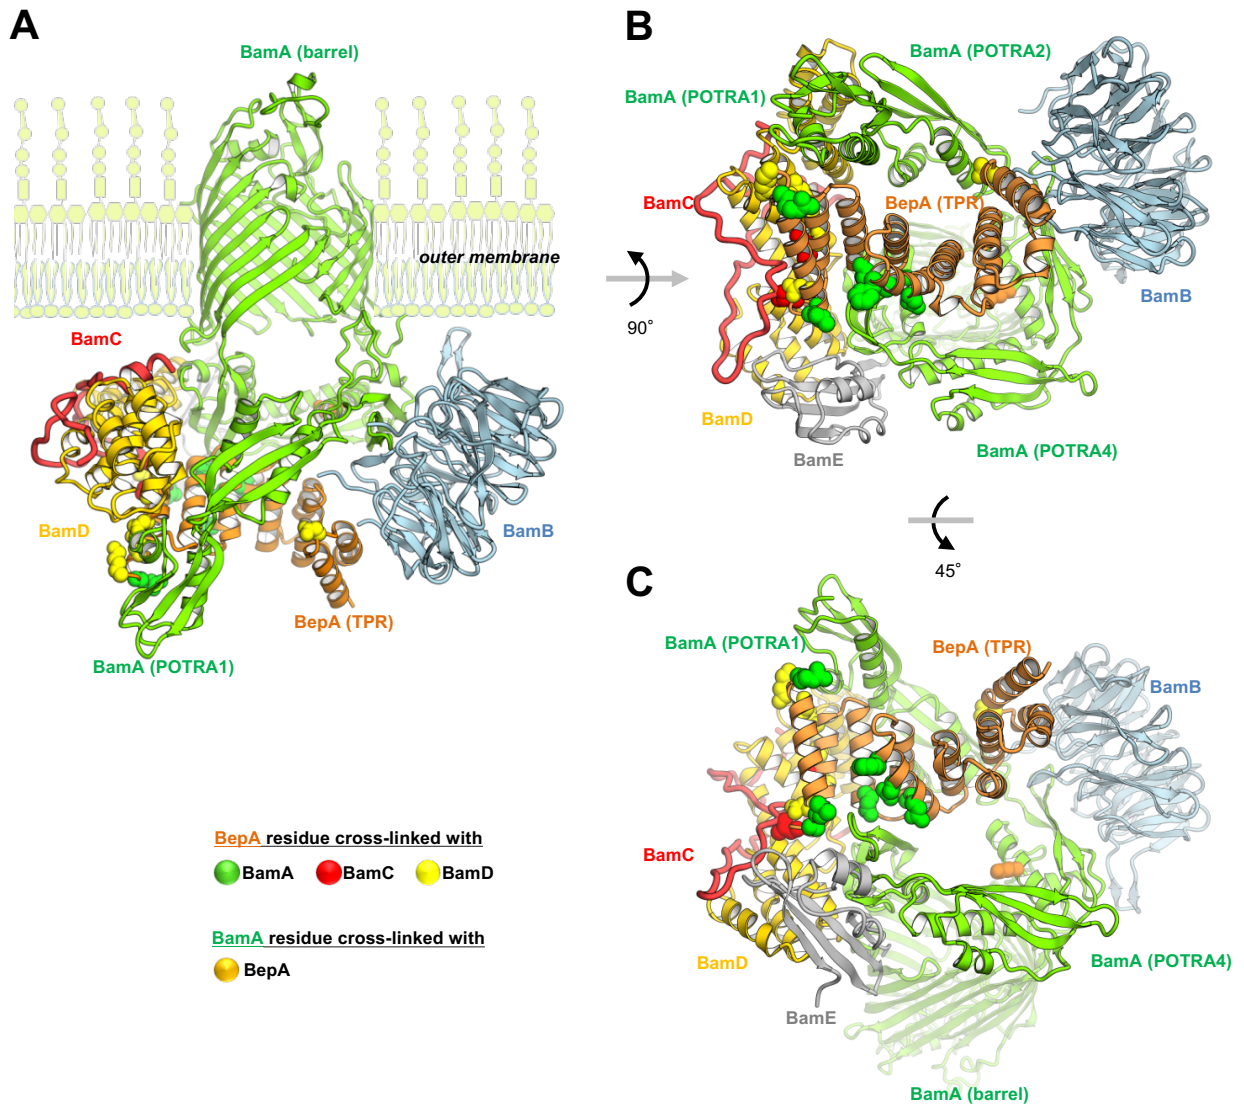 A
BamA (barrel)
outer membrane
BamC
BamD
BamB
BepA (TPR)
BamA (POTRA1)
BepA residue cross-linked with
BamA
BamC
BamD
BamA residue cross-linked with
BepA
90°
B
BamA (POTRA2)
BamA (POTRA1)
BamC
BepA (TPR)
BamB
BamD
BamE
BamA (POTRA4)
45°
C
BamA (POTRA1)
BepA (TPR)
BamB
BamC
BamD
BamA (POTRA4)
BamE
BamA (barrel)